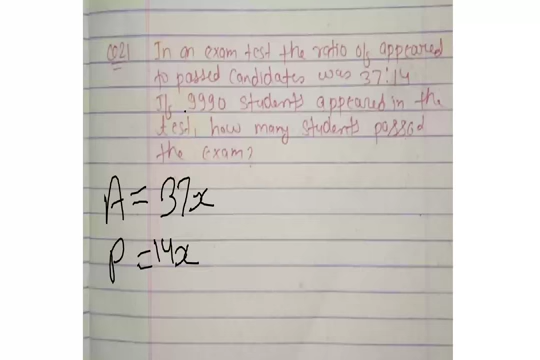 Q21 In an exam test the ratio of appeared
to passed candidates was 37:14
If 9990 students appeared in the
test, how many students passed
the exam?
A = 37x
P = 14x